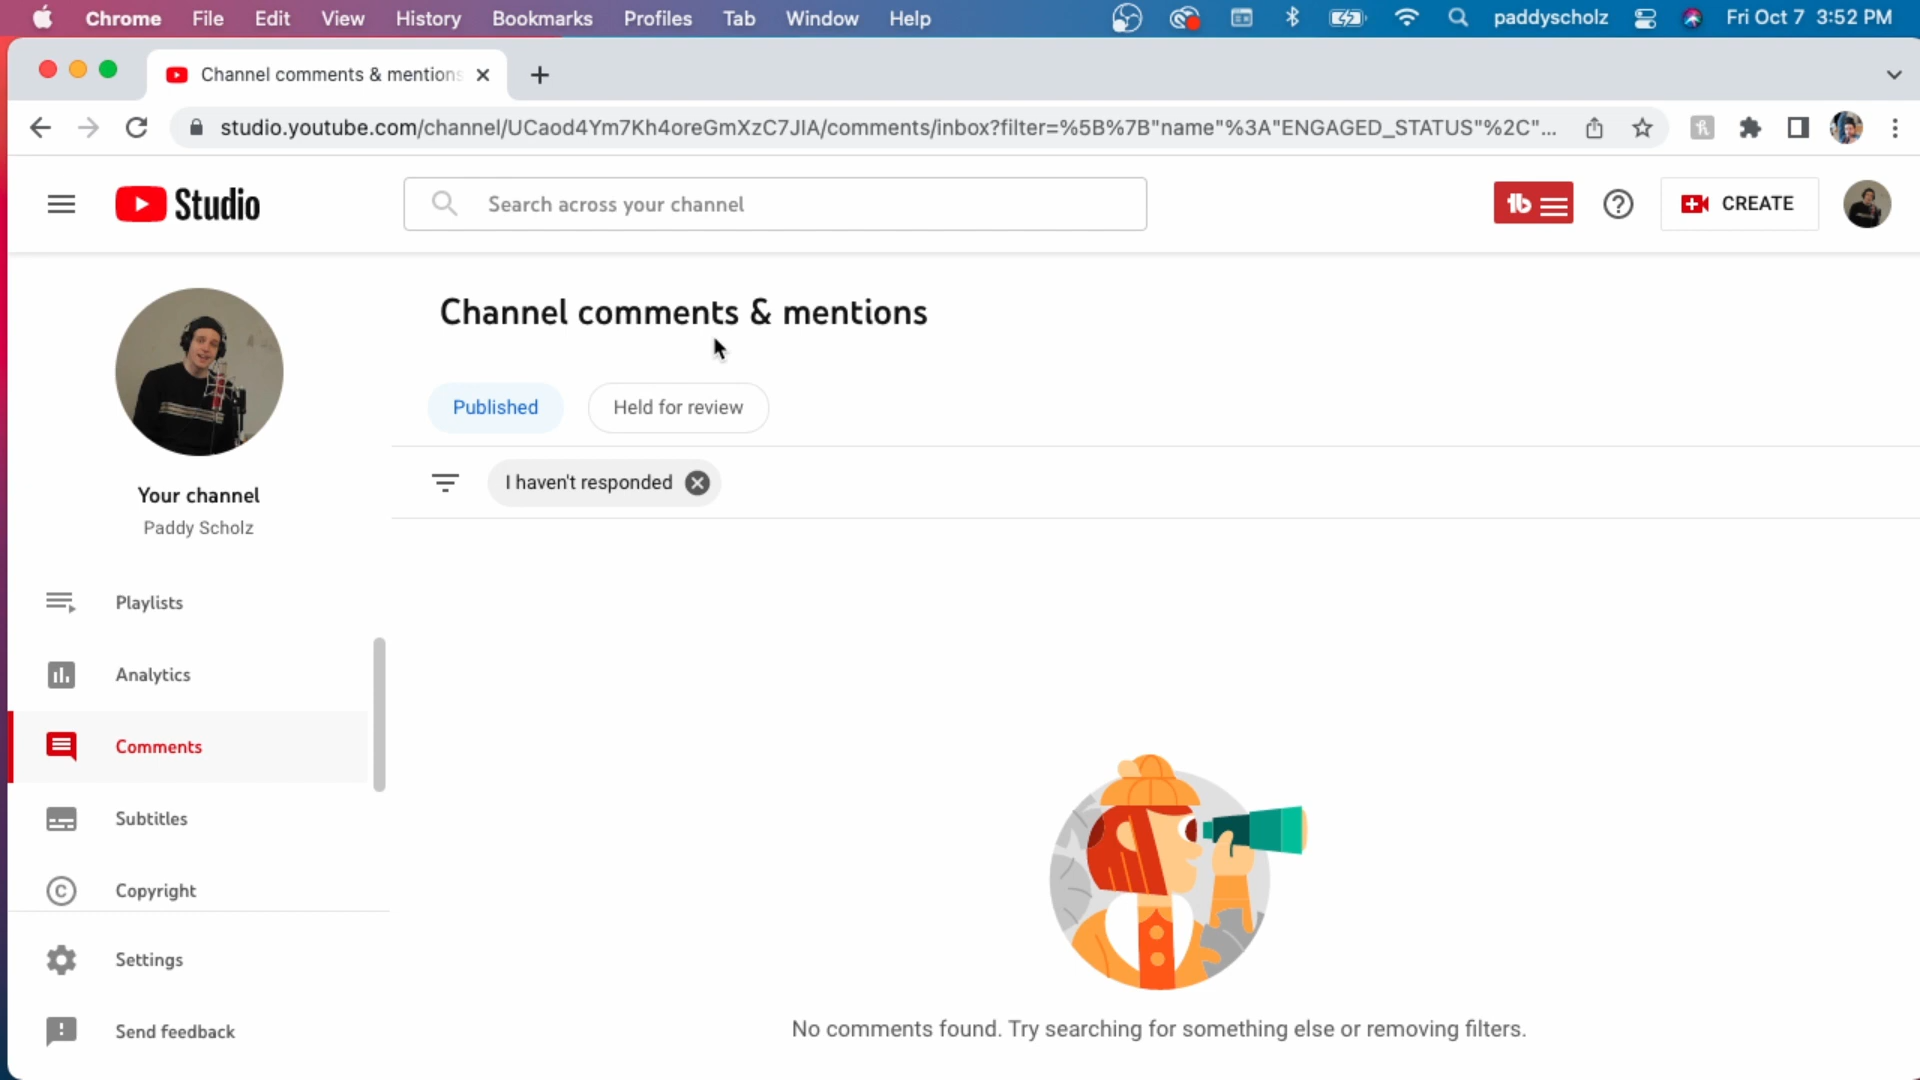 Chrome File Edit View History Bookmarks Profiles Tab Window Help paddyscholz Fri Oct 7 3:52 PM
Channel comments & mentions
studio.youtube.com/channel/UCaod4Ym7Kh4oreGmXzC7JlA/comments/inbox?filter=%5B%7B"name"%3A"ENGAGED_STATUS"%2C"...
Studio
Search across your channel
CREATE
Channel comments & mentions
Published
Held for review
I haven't responded
Your channel
Paddy Scholz
Playlists
Analytics
Comments
Subtitles
Copyright
Settings
Send feedback
No comments found. Try searching for something else or removing filters.